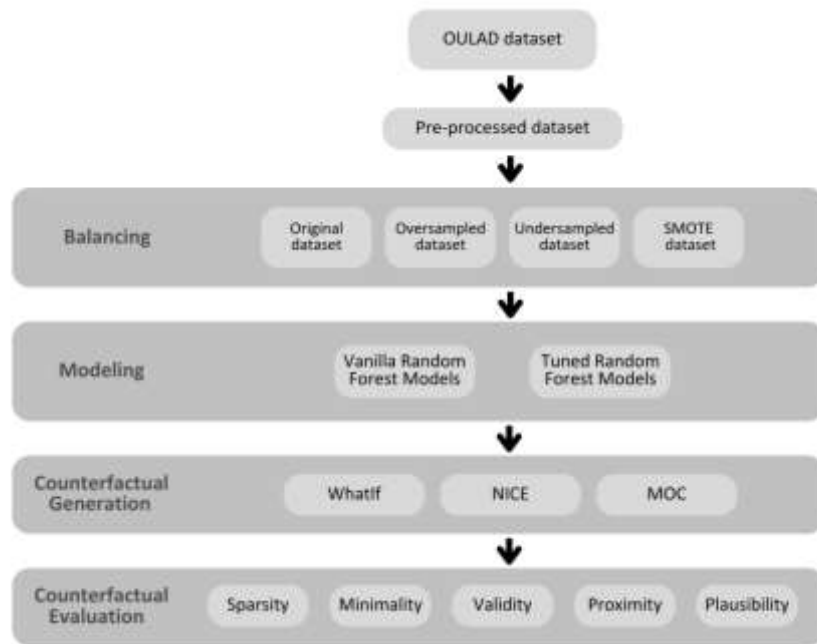 OULAD dataset
Pre-processed dataset
Balancing
Original
dataset
Oversampled
dataset
Undersampled
dataset
SMOTE
dataset
Modeling
Vanilla Random
Forest Models
Tuned Random
Forest Models
Counterfactual
Generation
WhatIf
NICE
MOC
Counterfactual
Evaluation
Sparsity
Minimality
Validity
Proximity
Plausibility